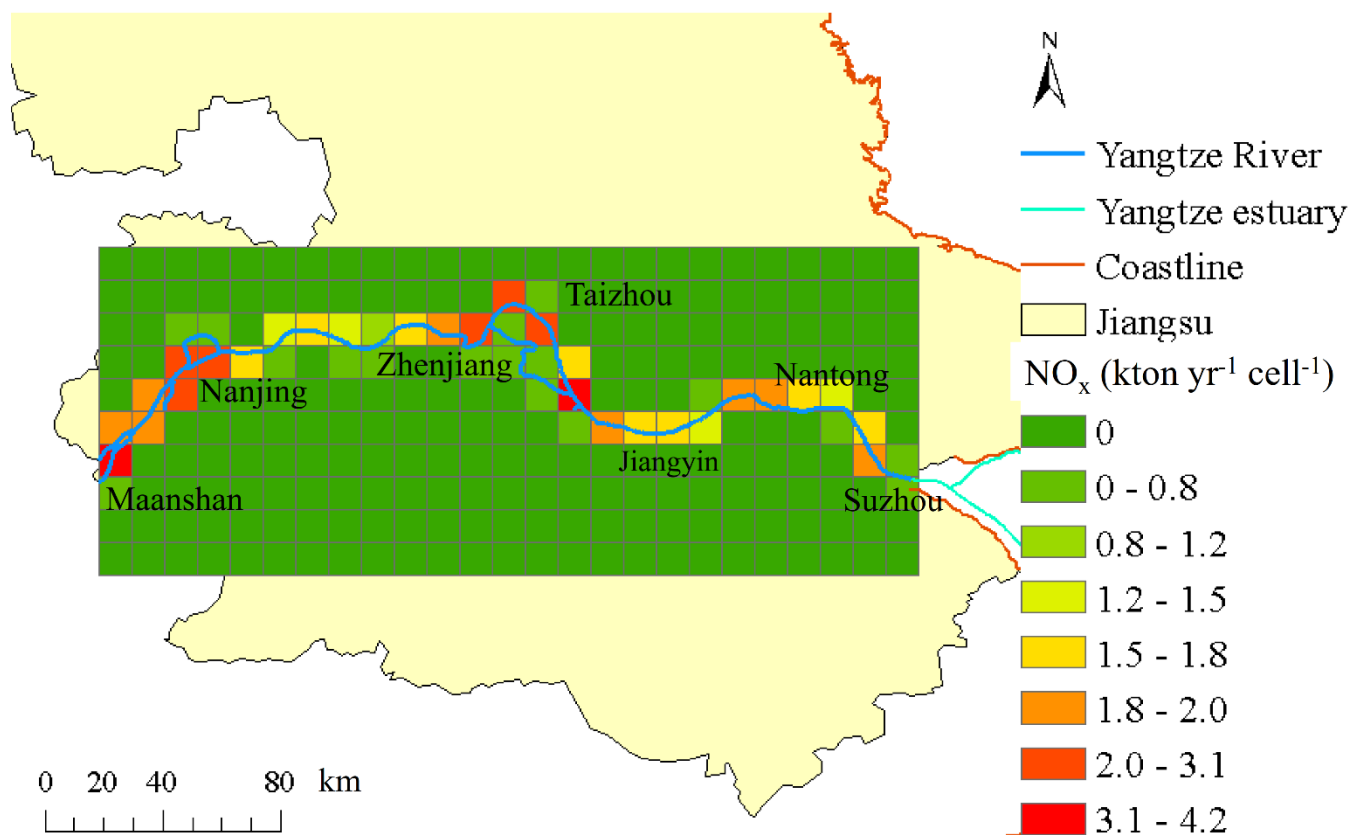 N
Yangtze River
Yangtze estuary
Coastline
Jiangsu
NOx (kton yr-1 cell-1)
0
0 - 0.8
0.8 - 1.2
1.2 - 1.5
1.5 - 1.8
1.8 - 2.0
2.0 - 3.1
3.1 - 4.2
Taizhou
Zhenjiang
Nanjing
Nantong
Jiangyin
Maanshan
Suzhou
0 20 40 80 km